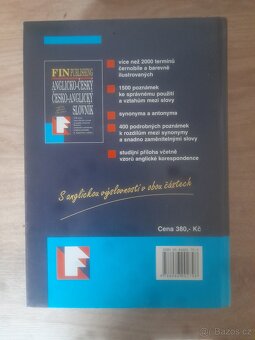 FIN PUBLISHING
ANGLICKO-ČESKÝ
ČESKO-ANGLICKÝ
SLOVNÍK
více než 2000 termínů
černobíle a barevně
ilustrovaných
1500 poznámek
ke správnému použití
a vztahům mezi slovy
synonyma a antonyma
400 podrobných poznámek
k rozdílům mezi synonymy
a snadno zaměnitelnými slovy
studijní příloha včetně
vzorů anglické korespondence
S anglickou výslovností v obou částech
Cena 380,- Kč
Bazoš.cz